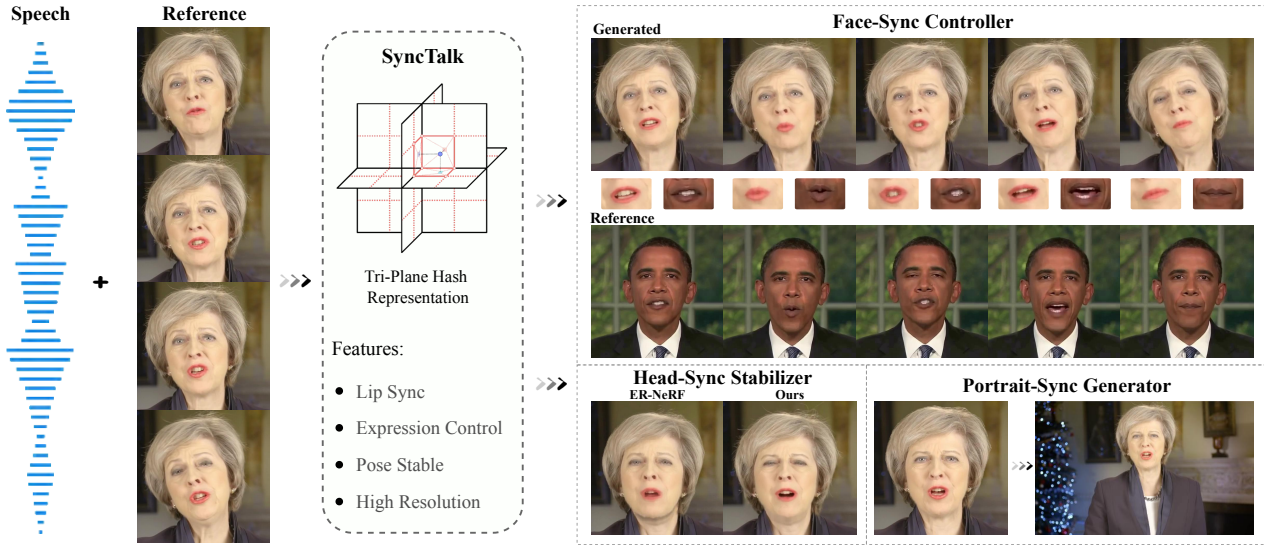 Speech
Reference
SyncTalk
Tri-Plane Hash
Representation
Features:
Lip Sync
Expression Control
Pose Stable
High Resolution
Face-Sync Controller
Generated
Reference
Head-Sync Stabilizer
ER-NeRF
Ours
Portrait-Sync Generator